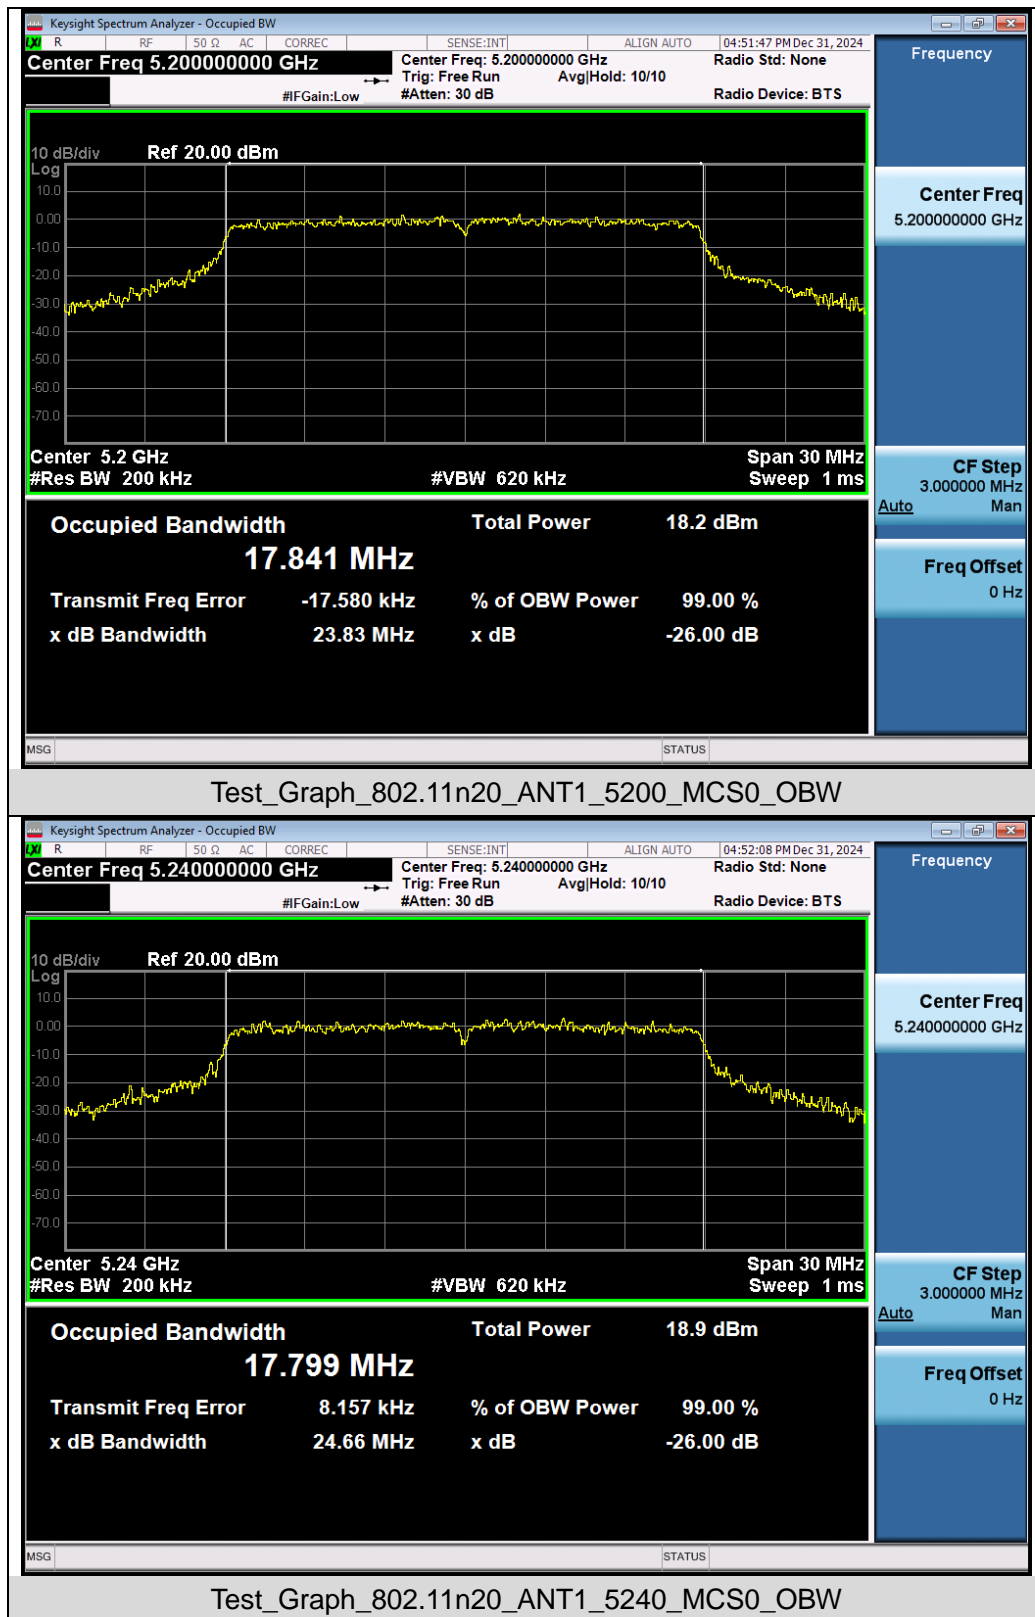 Keysight Spectrum Analyzer - Occupied BW
LXI R RF 50 Ω AC CORREC SENSE:INT ALIGN AUTO 04:51:47 PM Dec 31, 2024
Center Freq 5.200000000 GHz
Center Freq: 5.200000000 GHz
Radio Std: None
Trig: Free Run Avg|Hold: 10/10
#IFGain:Low
#Atten: 30 dB
Radio Device: BTS
Frequency
10 dB/div Ref 20.00 dBm
Log
10.0
0.00
-10.0
-20.0
-30.0
-40.0
-50.0
-60.0
-70.0
Center 5.2 GHz Span 30 MHz
#Res BW 200 kHz #VBW 620 kHz Sweep 1 ms
Center Freq
5.200000000 GHz
CF Step
3.000000 MHz
Auto Man
Freq Offset
0 Hz
Occupied Bandwidth Total Power 18.2 dBm
17.841 MHz
Transmit Freq Error -17.580 kHz % of OBW Power 99.00 %
x dB Bandwidth 23.83 MHz x dB -26.00 dB
MSG STATUS
Test_Graph_802.11n20_ANT1_5200_MCS0_OBW
Keysight Spectrum Analyzer - Occupied BW
LXI R RF 50 Ω AC CORREC SENSE:INT ALIGN AUTO 04:52:08 PM Dec 31, 2024
Center Freq 5.240000000 GHz
Center Freq: 5.240000000 GHz
Radio Std: None
Trig: Free Run Avg|Hold: 10/10
#IFGain:Low
#Atten: 30 dB
Radio Device: BTS
Frequency
10 dB/div Ref 20.00 dBm
Log
10.0
0.00
-10.0
-20.0
-30.0
-40.0
-50.0
-60.0
-70.0
Center 5.24 GHz Span 30 MHz
#Res BW 200 kHz #VBW 620 kHz Sweep 1 ms
Center Freq
5.240000000 GHz
CF Step
3.000000 MHz
Auto Man
Freq Offset
0 Hz
Occupied Bandwidth Total Power 18.9 dBm
17.799 MHz
Transmit Freq Error 8.157 kHz % of OBW Power 99.00 %
x dB Bandwidth 24.66 MHz x dB -26.00 dB
MSG STATUS
Test_Graph_802.11n20_ANT1_5240_MCS0_OBW